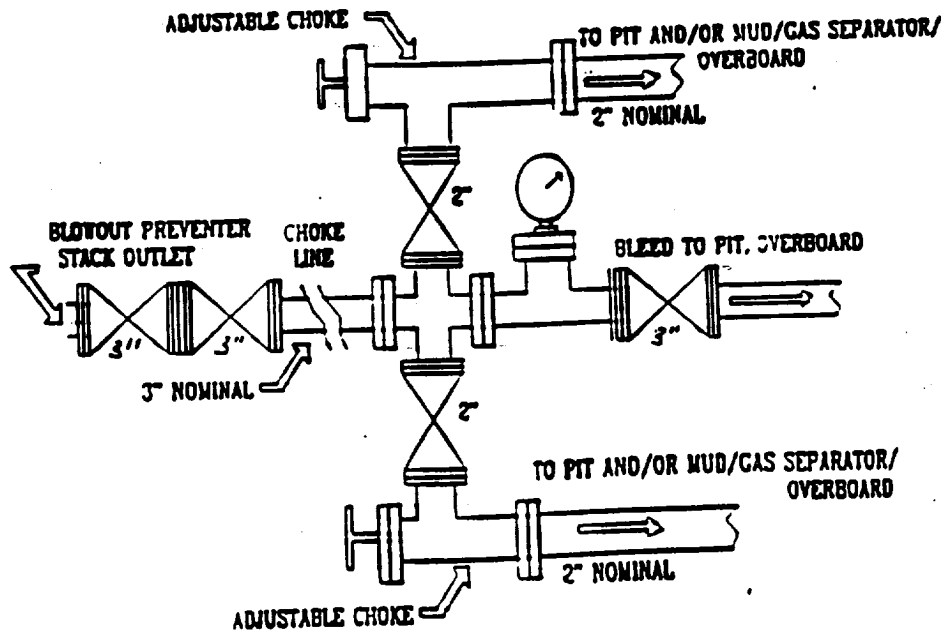 ADJUSTABLE CHOKE
TO PIT AND/OR MUD/GAS SEPARATOR/
OVERBOARD
2" NOMINAL
2"
BLOWOUT PREVENTER
STACK OUTLET
CHOKE
LINE
BLEED TO PIT, OVERBOARD
3"
3"
3"
3" NOMINAL
2"
TO PIT AND/OR MUD/GAS SEPARATOR/
OVERBOARD
2" NOMINAL
ADJUSTABLE CHOKE